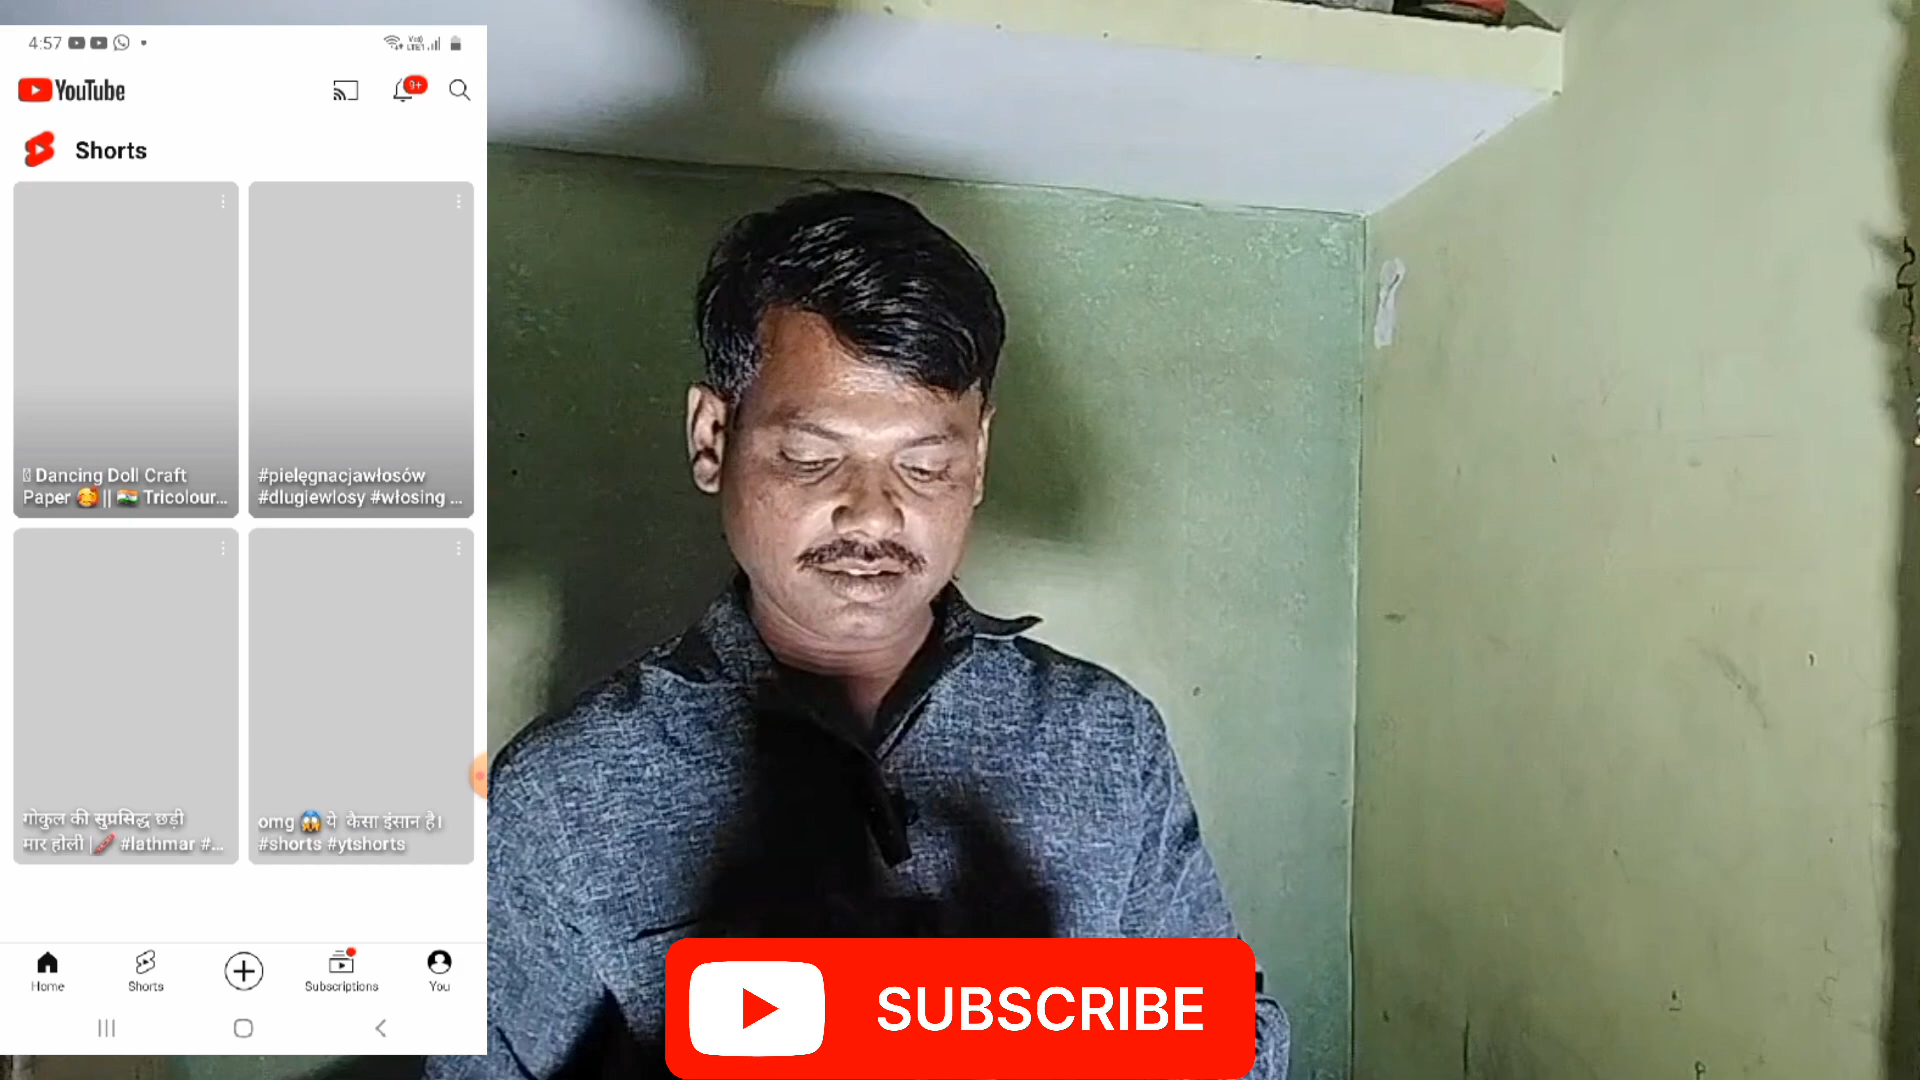 4:57
YouTube
9+
Shorts
Dancing Doll Craft
Paper 🥰 || 🇮🇳 Tricolour...
#pielęgnacjawłosów
#dlugiewlosy #włosing ...
गोकुल की सुप्रसिद्ध छड़ी
मार होली | #lathmar #...
omg 😱 ये कैसा इंसान है।
#shorts #ytshorts
Home
Shorts
Subscriptions
You
SUBSCRIBE